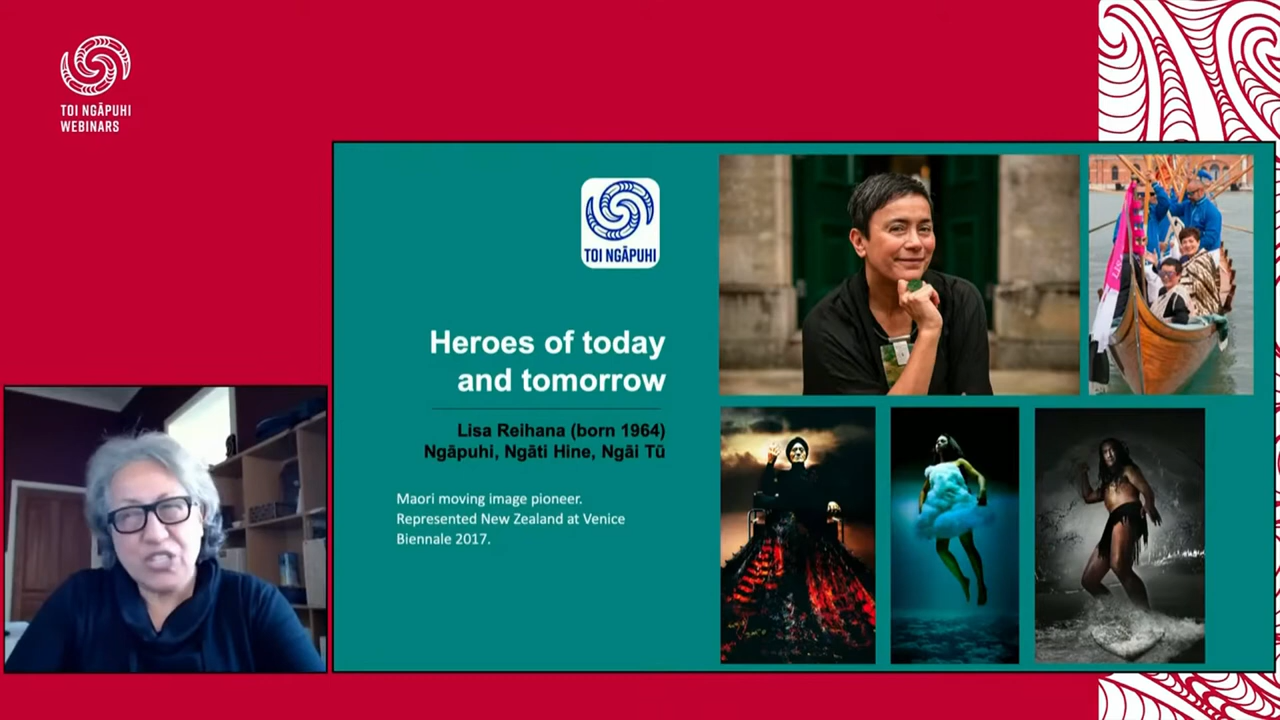 TOI NGĀPUHI
WEBINARS
TOI NGĀPUHI
Heroes of today
and tomorrow
Lisa Reihana (born 1964)
Ngāpuhi, Ngāti Hine, Ngāi Tū
Maori moving image pioneer.
Represented New Zealand at Venice
Biennale 2017.
LISA